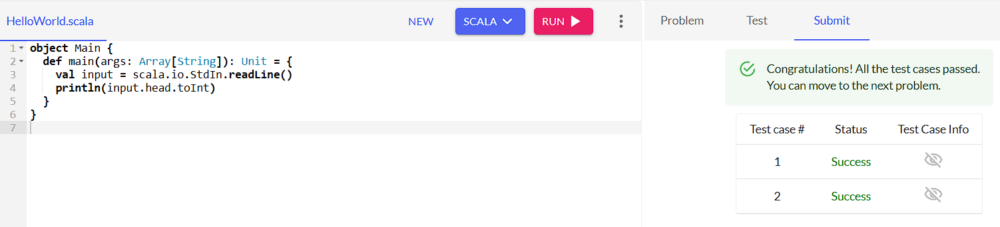 HelloWorld.scala NEW SCALA RUN
1 object Main {
2   def main(args: Array[String]): Unit = {
3     val input = scala.io.StdIn.readLine()
4     println(input.head.toInt)
5   }
6 }
7
Problem Test Submit
Congratulations! All the test cases passed.
You can move to the next problem.
Test case # Status Test Case Info
1 Success
2 Success